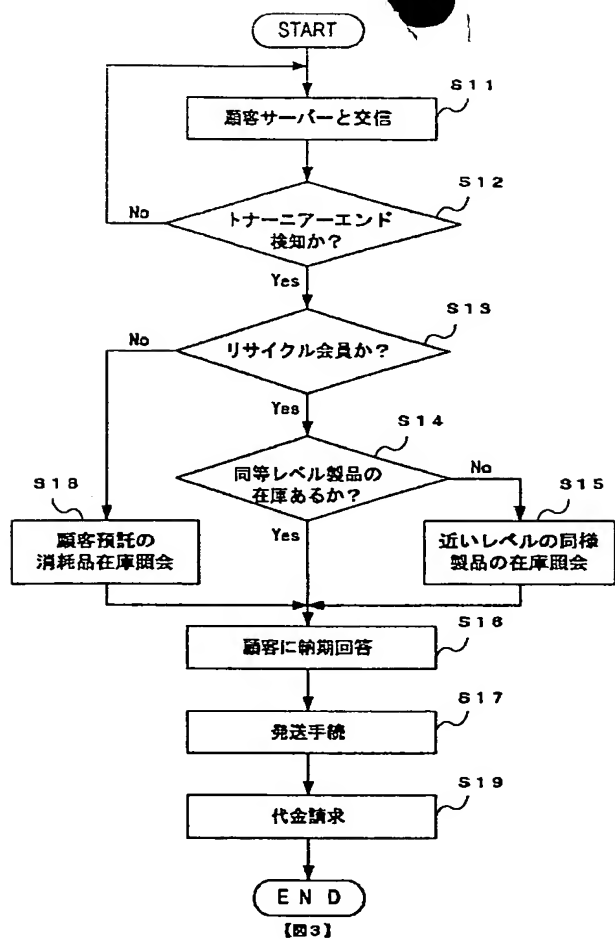 START
S11
顧客サーバーと交信
S12
トナーニアーエンド
検知か？
No
Yes
S13
リサイクル会員か？
No
Yes
S14
同等レベル製品の
在庫あるか？
No
Yes
S18
顧客預託の
消耗品在庫照会
S15
近いレベルの同様
製品の在庫照会
S16
顧客に納期回答
S17
発送手続
S19
代金請求
END
【図3】